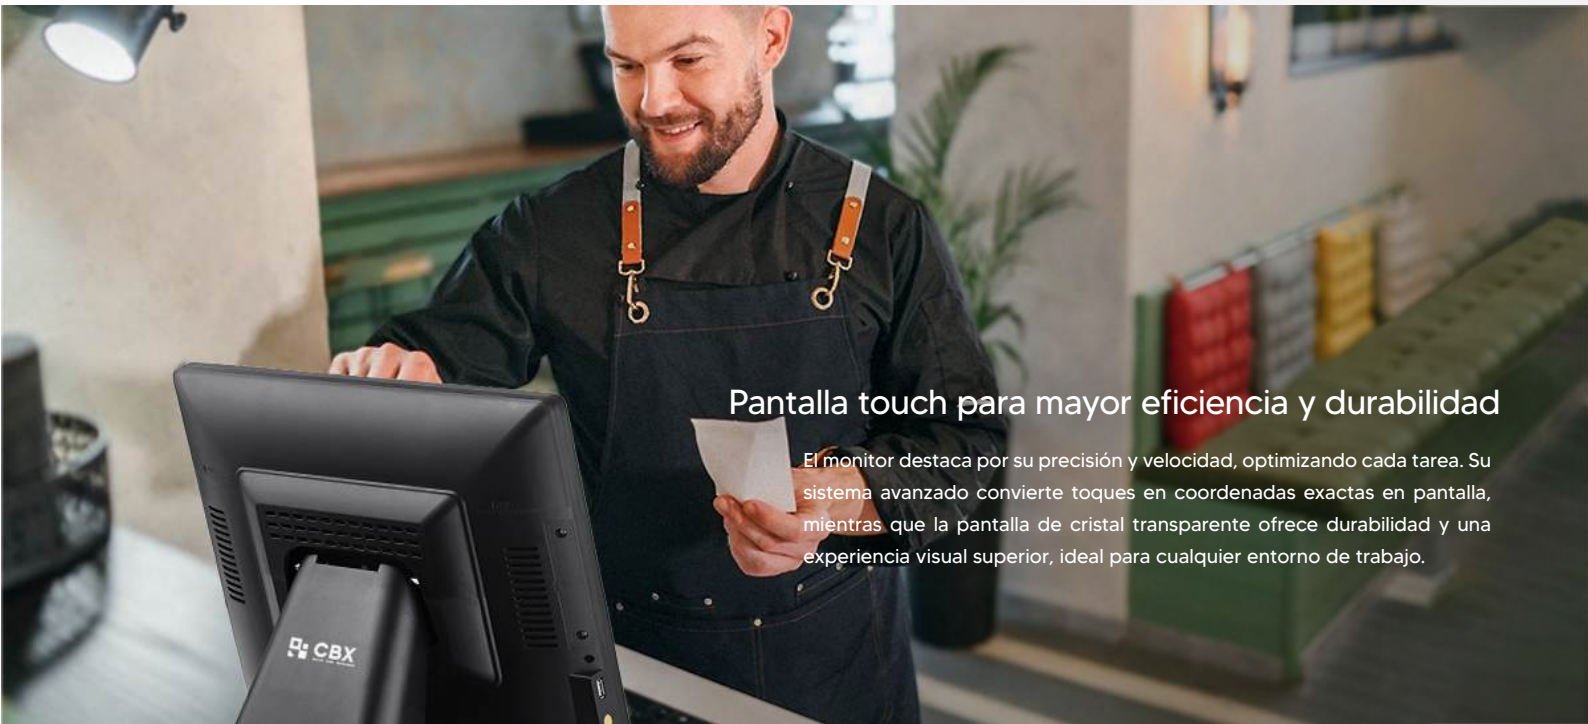 Pantalla touch para mayor eficiencia y durabilidad
El monitor destaca por su precisión y velocidad, optimizando cada tarea. Su
sistema avanzado convierte toques en coordenadas exactas en pantalla,
mientras que la pantalla de cristal transparente ofrece durabilidad y una
experiencia visual superior, ideal para cualquier entorno de trabajo.
CBX